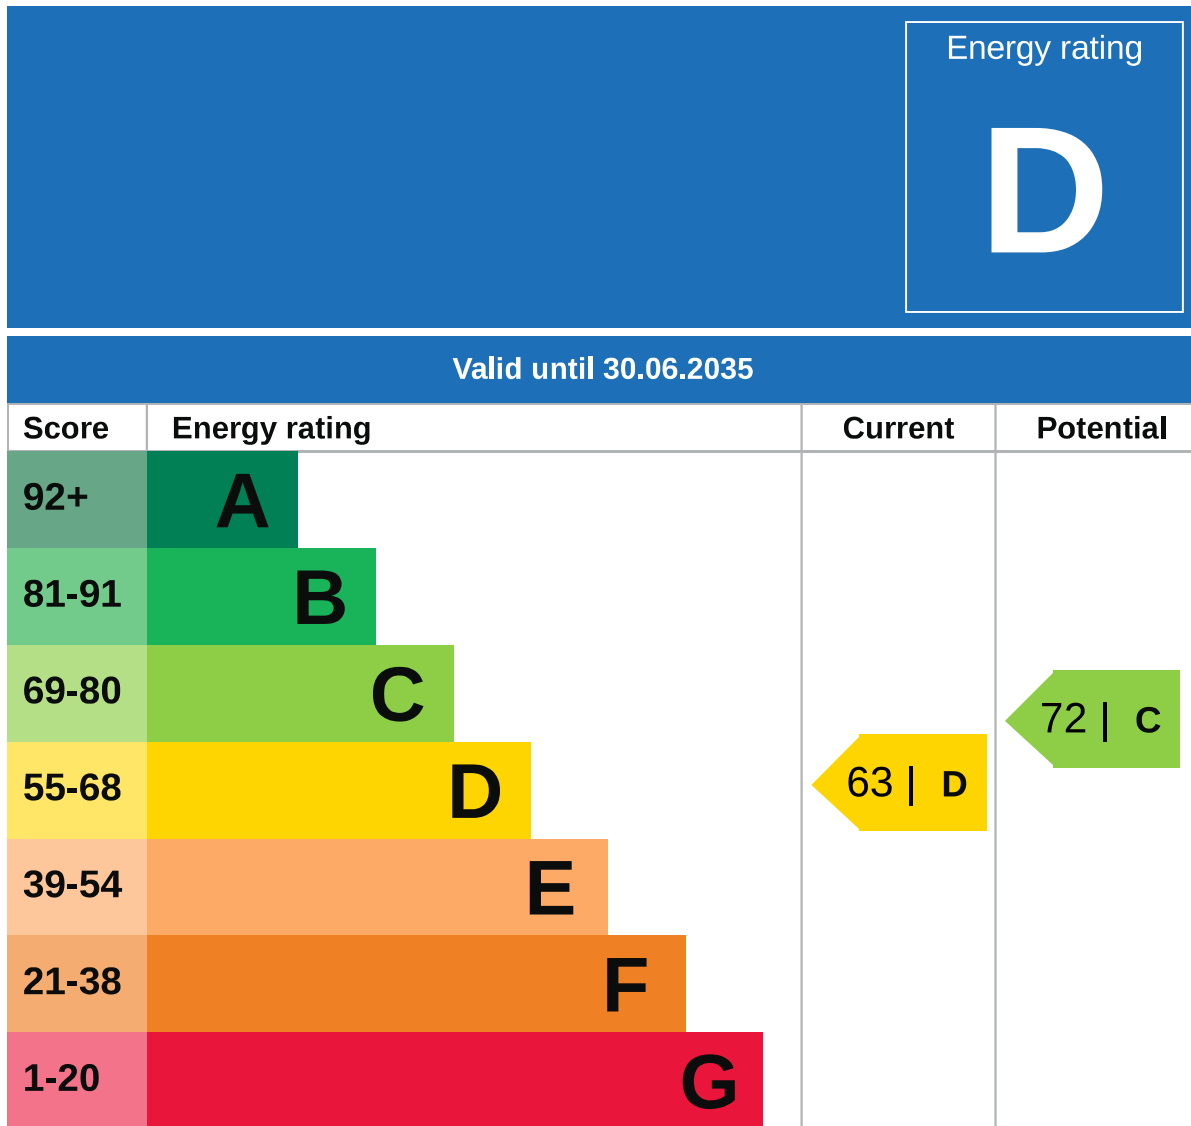 Energy rating
D
Valid until 30.06.2035
Score Energy rating Current Potential
92+ A
81-91 B
69-80 C
72 | C
55-68 D
63 | D
39-54 E
21-38 F
1-20 G